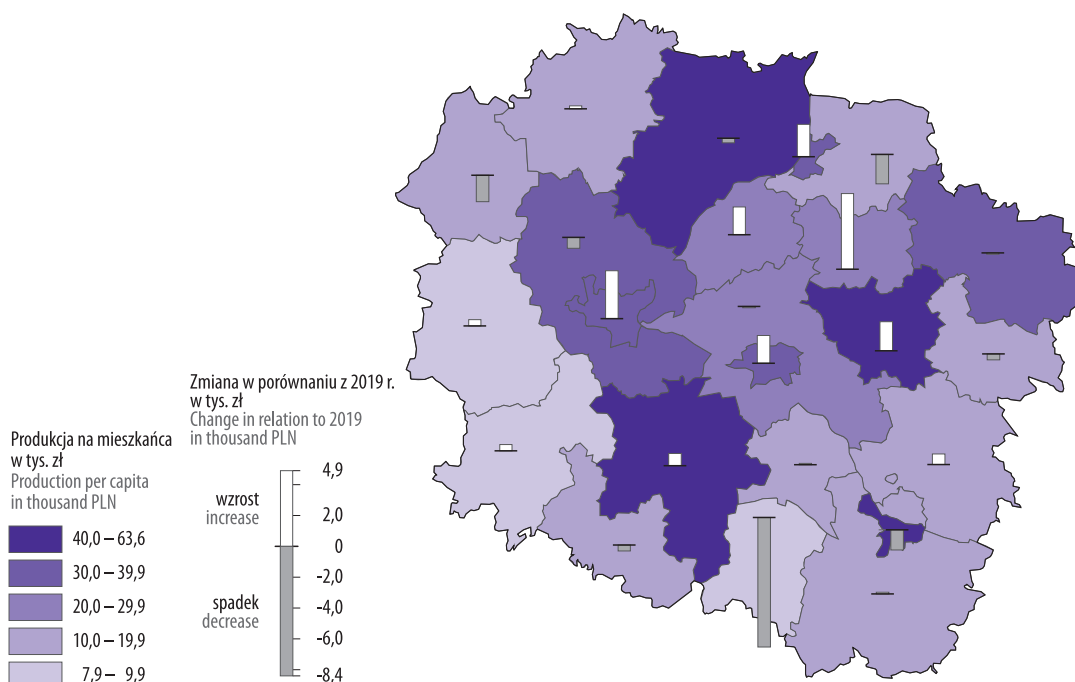 Zmiana w porównaniu z 2019 r.
w tys. zł
Change in relation to 2019
in thousand PLN
4,9
wzrost
increase
2,0
0
-2,0
spadek
decrease
-4,0
-6,0
-8,4
Produkcja na mieszkańca
w tys. zł
Production per capita
in thousand PLN
40,0 – 63,6
30,0 – 39,9
20,0 – 29,9
10,0 – 19,9
7,9 – 9,9